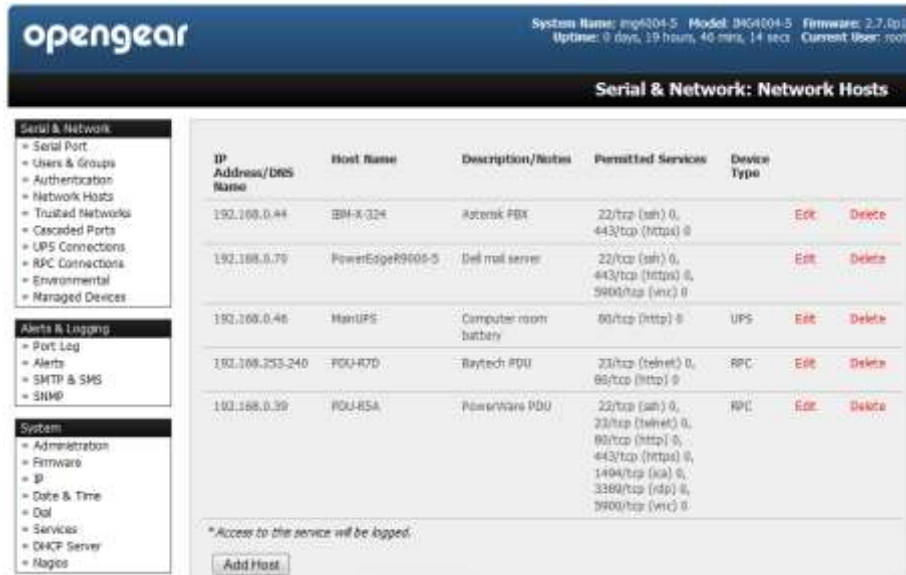 opengear
System Name: img4004-5 Model: IMG4004-5 Firmware: 2.7.0p1
Uptime: 0 days, 19 hours, 46 mins, 14 secs Current User: root
Serial & Network: Network Hosts
Serial & Network
Serial Port
Users & Groups
Authentication
Network Hosts
Trusted Networks
Cascaded Ports
UPS Connections
RPC Connections
Environmental
Managed Devices
Alerts & Logging
Port Log
Alerts
SMTP & SMS
SNMP
System
Administration
Firmware
IP
Date & Time
Dial
Services
DHCP Server
Nagios
IP Address/DNS Name Host Name Description/Notes Permitted Services Device Type
192.168.0.44 IBM-X-324 Asterisk PBX 22/tcp (ssh) 0, Edit Delete
443/tcp (https) 0
192.168.0.70 PowerEdgeR9000-5 Dell mail server 22/tcp (ssh) 0, Edit Delete
443/tcp (https) 0,
5900/tcp (vnc) 0
192.168.0.46 MainUPS Computer room 80/tcp (http) 0 UPS Edit Delete
battery
192.168.253.240 PDU-R7D Baytech PDU 23/tcp (telnet) 0, RPC Edit Delete
80/tcp (http) 0
192.168.0.39 PDU-R5A PowerWare PDU 22/tcp (ssh) 0, RPC Edit Delete
23/tcp (telnet) 0,
80/tcp (http) 0,
443/tcp (https) 0,
1494/tcp (ica) 0,
3389/tcp (rdp) 0,
5900/tcp (vnc) 0
* Access to this service will be logged.
Add Host